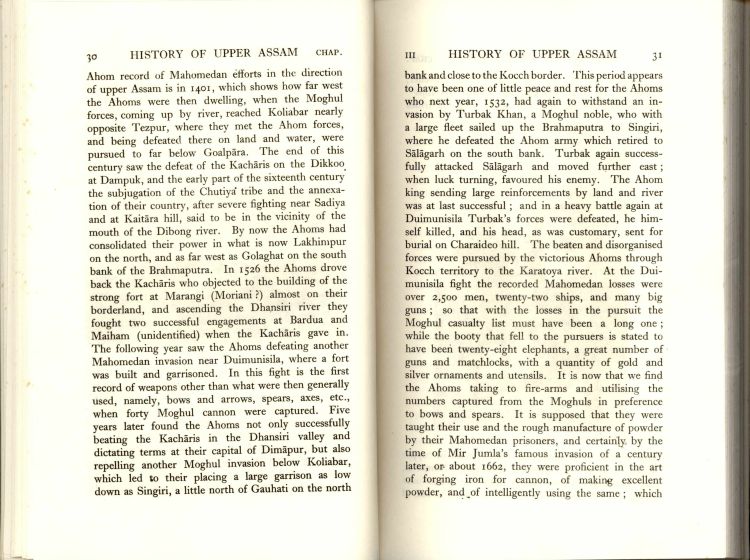 30 HISTORY OF UPPER ASSAM CHAP.
Ahom record of Mahomedan efforts in the direction
of upper Assam is in 1401, which shows how far west
the Ahoms were then dwelling, when the Moghul
forces, coming up by river, reached Koliabar nearly
opposite Tezpur, where they met the Ahom forces,
and being defeated there on land and water, were
pursued to far below Goalpāra. The end of this
century saw the defeat of the Kachāris on the Dikkoo
at Dampuk, and the early part of the sixteenth century
the subjugation of the Chutiya tribe and the annexa-
tion of their country, after severe fighting near Sadiya
and at Kaitāra hill, said to be in the vicinity of the
mouth of the Dibong river. By now the Ahoms had
consolidated their power in what is now Lakhimpur
on the north, and as far west as Golaghat on the south
bank of the Brahmaputra. In 1526 the Ahoms drove
back the Kachāris who objected to the building of the
strong fort at Marangi (Moriani?) almost on their
borderland, and ascending the Dhansiri river they
fought two successful engagements at Bardua and
Maiham (unidentified) when the Kachāris gave in.
The following year saw the Ahoms defeating another
Mahomedan invasion near Duimunisila, where a fort
was built and garrisoned. In this fight is the first
record of weapons other than what were then generally
used, namely, bows and arrows, spears, axes, etc.,
when forty Moghul cannon were captured. Five
years later found the Ahoms not only successfully
beating the Kachāris in the Dhansiri valley and
dictating terms at their capital of Dimāpur, but also
repelling another Moghul invasion below Koliabar,
which led to their placing a large garrison as low
down as Singiri, a little north of Gauhati on the north
III HISTORY OF UPPER ASSAM 31
bank and close to the Kocch border. This period appears
to have been one of little peace and rest for the Ahoms
who next year, 1532, had again to withstand an in-
vasion by Turbak Khan, a Moghul noble, who with
a large fleet sailed up the Brahmaputra to Singiri,
where he defeated the Ahom army which retired to
Sālāgarh on the south bank. Turbak again success-
fully attacked Sālāgarh and moved further east ;
when luck turning, favoured his enemy. The Ahom
king sending large reinforcements by land and river
was at last successful ; and in a heavy battle again at
Duimunisila Turbak's forces were defeated, he him-
self killed, and his head, as was customary, sent for
burial on Charaideo hill. The beaten and disorganised
forces were pursued by the victorious Ahoms through
Kocch territory to the Karatoya river. At the Dui-
munisila fight the recorded Mahomedan losses were
over 2,500 men, twenty-two ships, and many big
guns ; so that with the losses in the pursuit the
Moghul casualty list must have been a long one ;
while the booty that fell to the pursuers is stated to
have been twenty-eight elephants, a great number of
guns and matchlocks, with a quantity of gold and
silver ornaments and utensils. It is now that we find
the Ahoms taking to fire-arms and utilising the
numbers captured from the Moghuls in preference
to bows and spears. It is supposed that they were
taught their use and the rough manufacture of powder
by their Mahomedan prisoners, and certainly by the
time of Mir Jumla's famous invasion of a century
later, or about 1662, they were proficient in the art
of forging iron for cannon, of making excellent
powder, and of intelligently using the same ; which